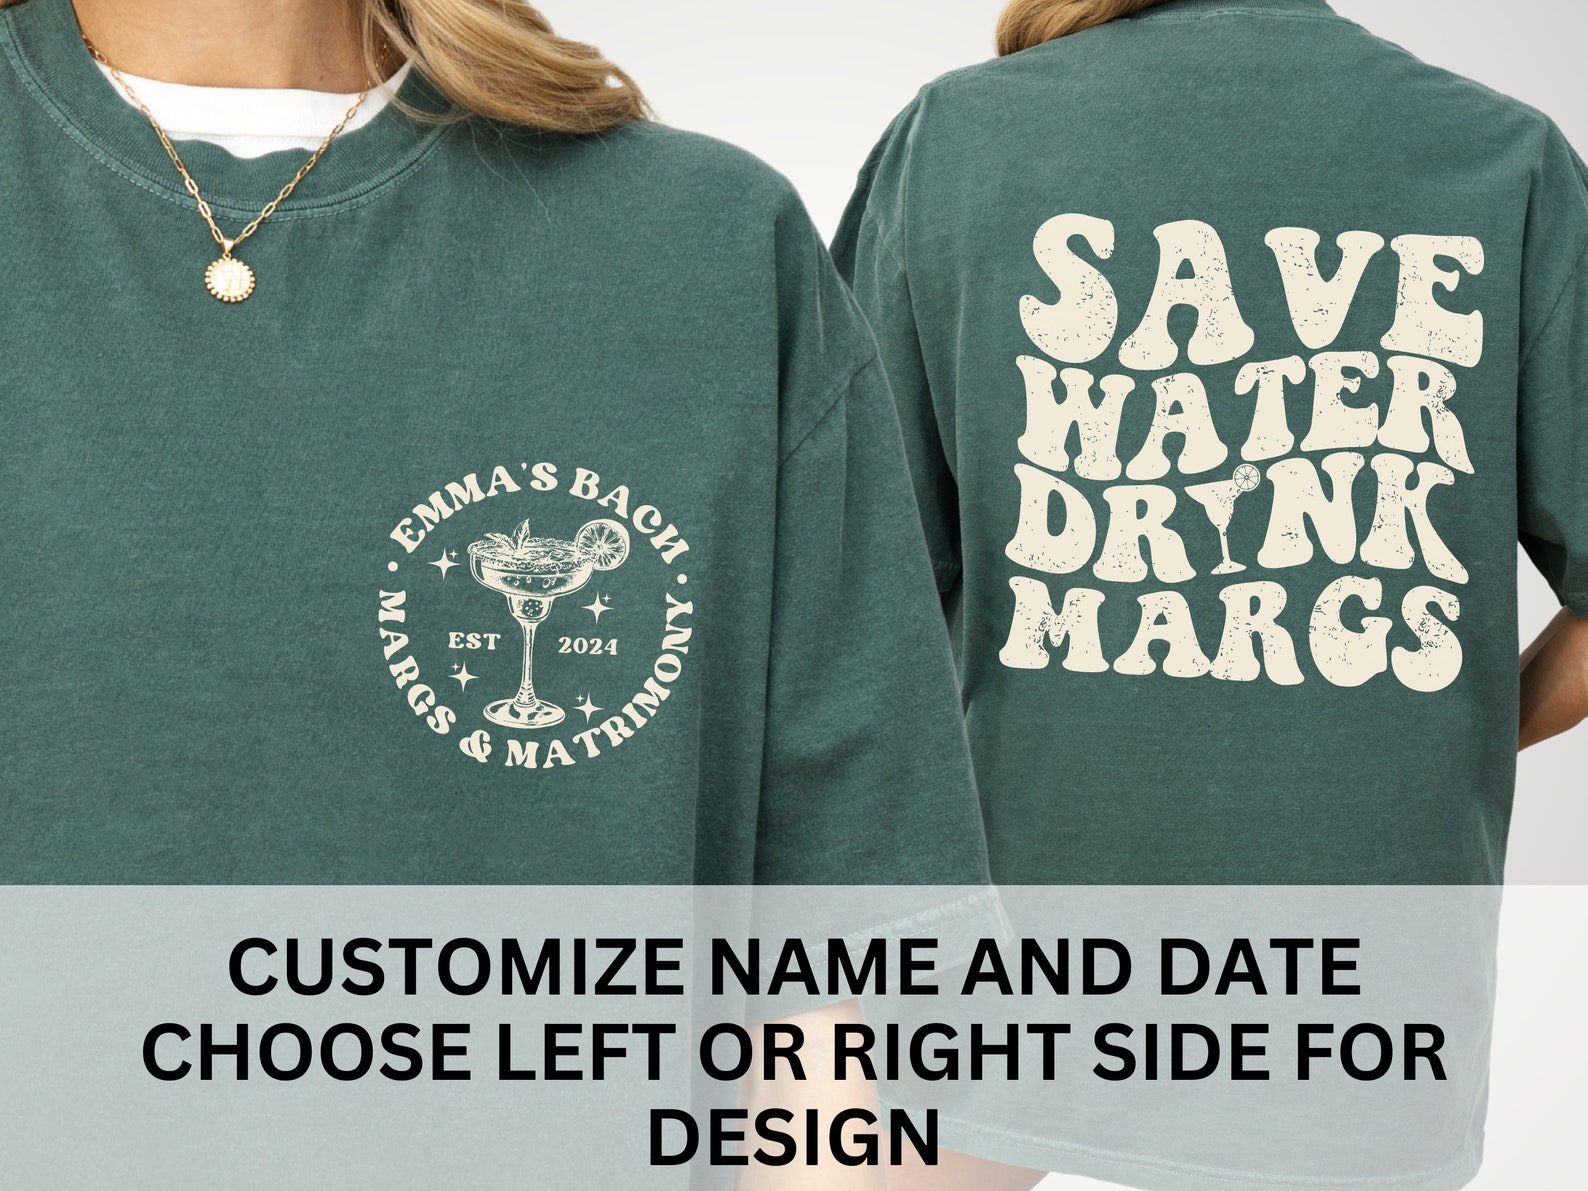 EMMA'S BACH
EST 2024
MARGS & MATRIMONY
SAVE
WATER
DRINK
MARGS
CUSTOMIZE NAME AND DATE
CHOOSE LEFT OR RIGHT SIDE FOR
DESIGN